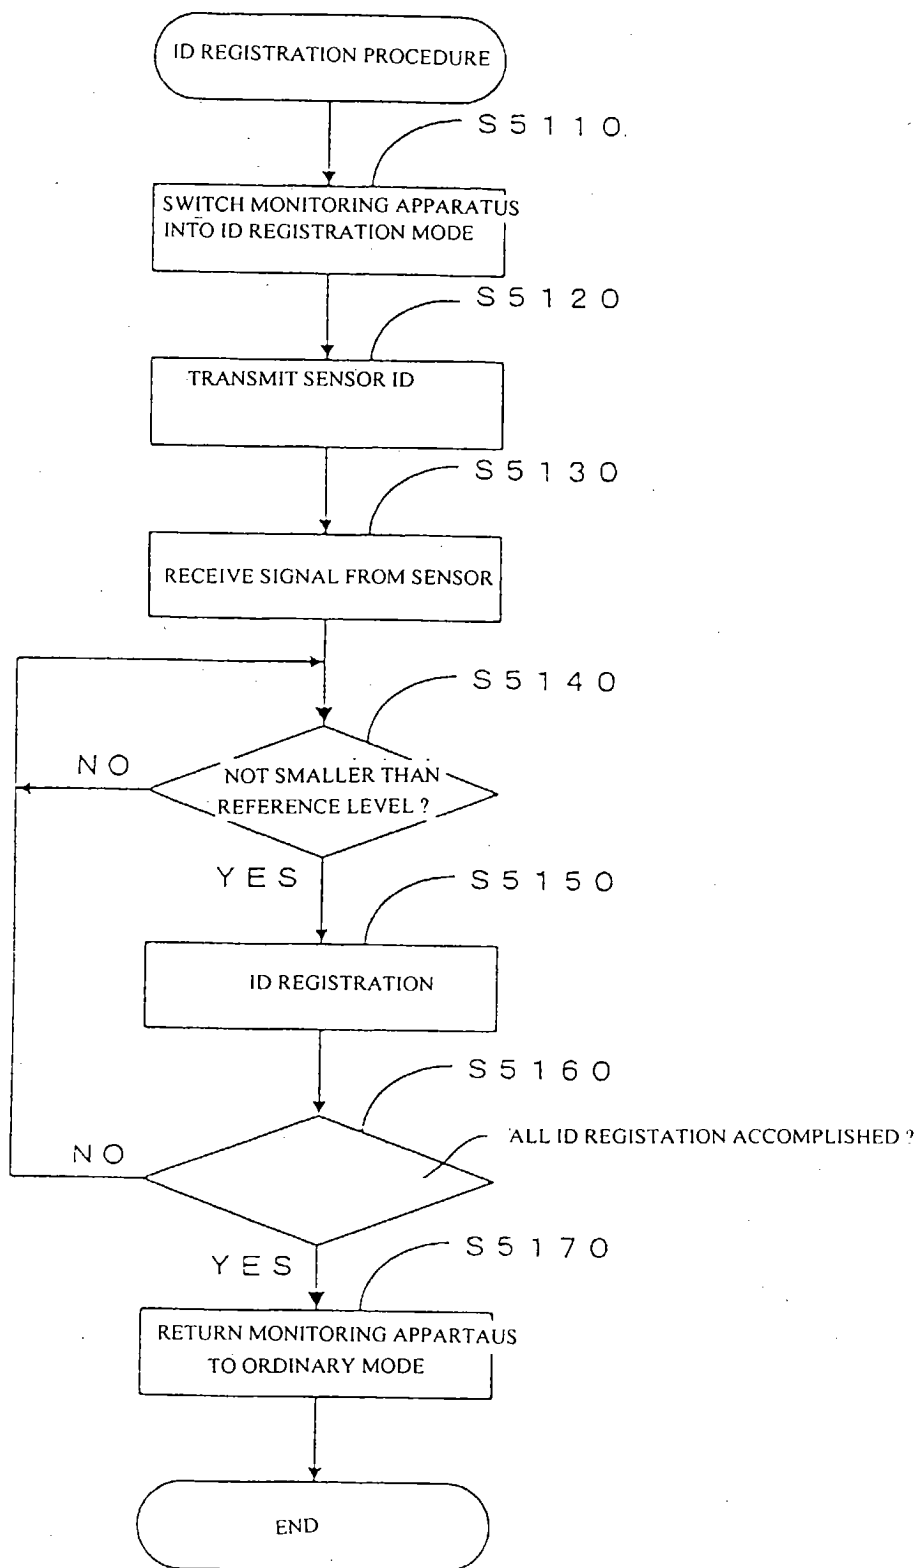 ID REGISTRATION PROCEDURE
S5110
SWITCH MONITORING APPARATUS
INTO ID REGISTRATION MODE
S5120
TRANSMIT SENSOR ID
S5130
RECEIVE SIGNAL FROM SENSOR
S5140
NO
NOT SMALLER THAN
REFERENCE LEVEL ?
YES
S5150
ID REGISTRATION
S5160
ALL ID REGISTATION ACCOMPLISHED ?
NO
YES
S5170
RETURN MONITORING APPARTAUS
TO ORDINARY MODE
END